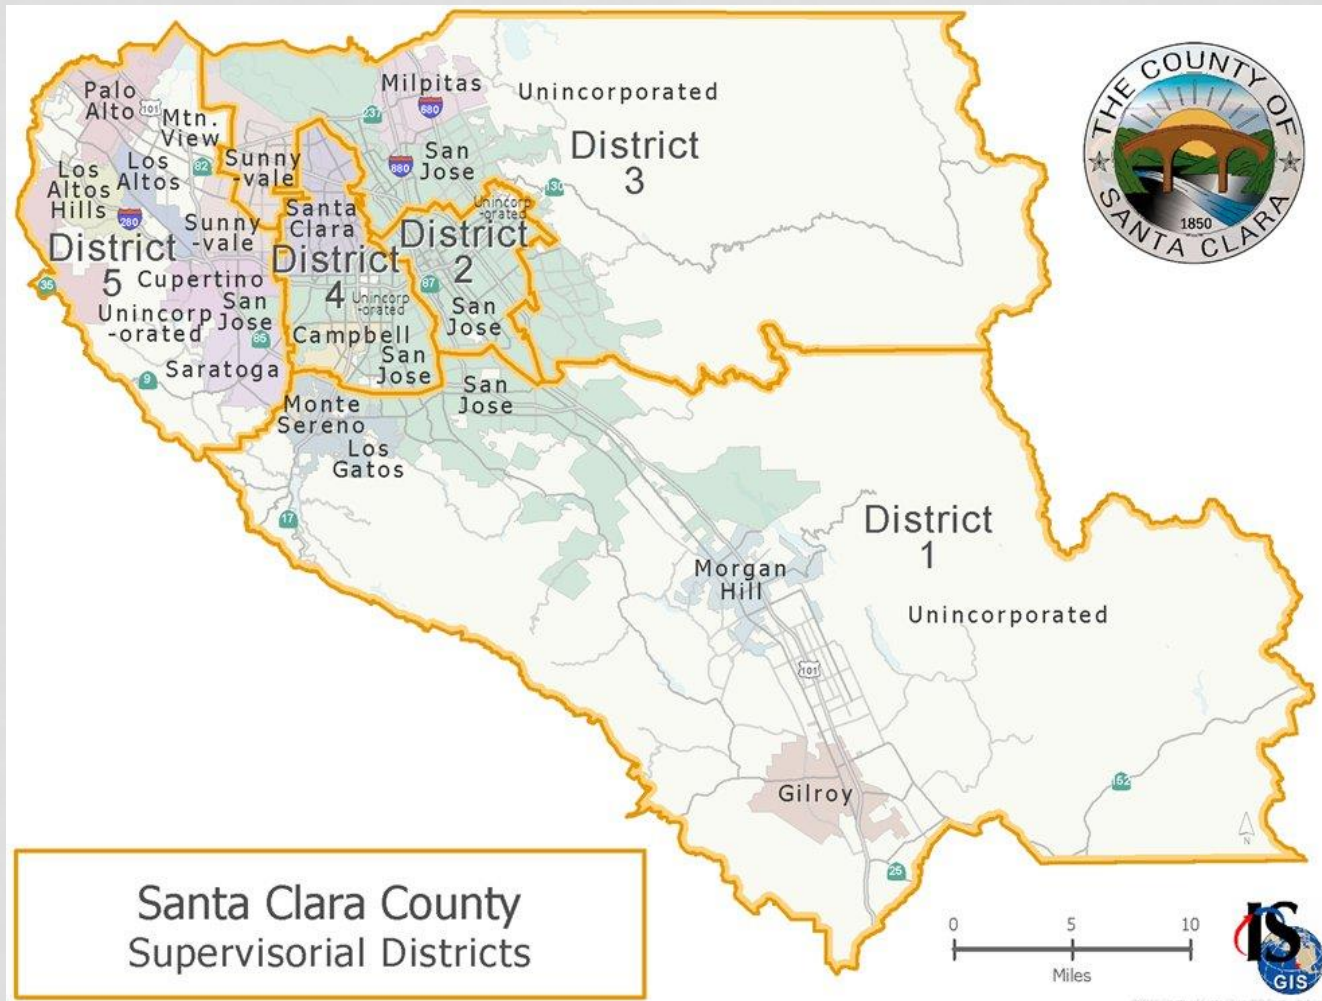 Palo
Alto
101
Mtn.
View
Los
Altos
Hills
Los
Altos
82
280
Sunny
-vale
Sunny
-vale
District
5
Cupertino
35
Unincorp
-orated
San
Jose
85
Saratoga
9
237
Milpitas
680
San
Jose
680
Unincorporated
District
3
130
Santa
Clara
District
4
Unincorp
-orated
Campbell
San
Jose
Unincorp
-orated
District
2
87
San
Jose
San
Jose
Monte
Sereno
Los
Gatos
17
District
1
Morgan
Hill
Unincorporated
101
Gilroy
152
25
THE COUNTY OF
SANTA CLARA
1850
N
Santa Clara County
Supervisorial Districts
0 5 10
Miles
IS
GIS